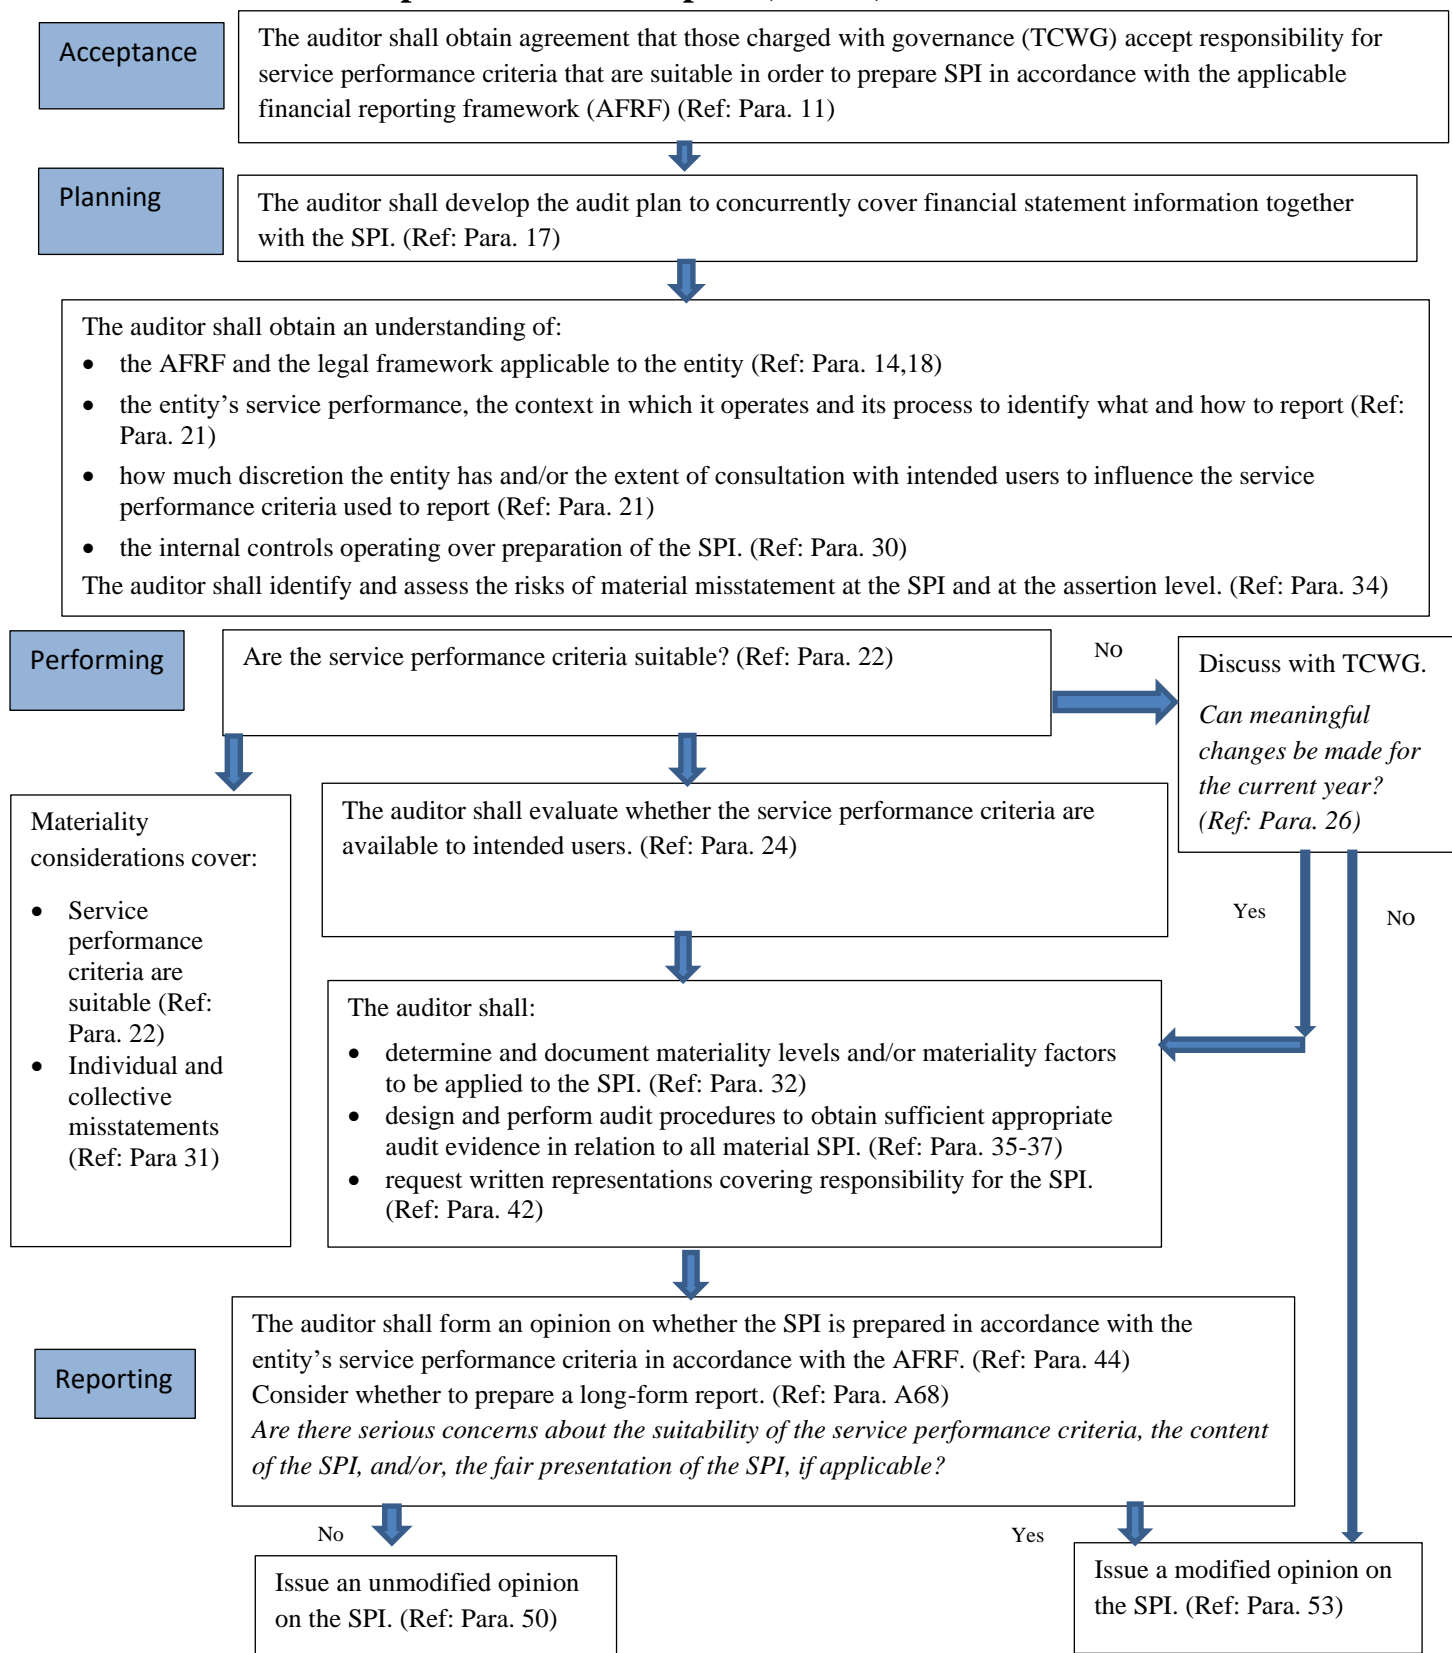 Acceptance
The auditor shall obtain agreement that those charged with governance (TCWG) accept responsibility for
service performance criteria that are suitable in order to prepare SPI in accordance with the applicable
financial reporting framework (AFRF) (Ref: Para. 11)
Planning
The auditor shall develop the audit plan to concurrently cover financial statement information together
with the SPI. (Ref: Para. 17)
The auditor shall obtain an understanding of:
• the AFRF and the legal framework applicable to the entity (Ref: Para. 14,18)
• the entity's service performance, the context in which it operates and its process to identify what and how to report (Ref:
Para. 21)
• how much discretion the entity has and/or the extent of consultation with intended users to influence the service
performance criteria used to report (Ref: Para. 21)
• the internal controls operating over preparation of the SPI. (Ref: Para. 30)
The auditor shall identify and assess the risks of material misstatement at the SPI and at the assertion level. (Ref: Para. 34)
Performing
Are the service performance criteria suitable? (Ref: Para. 22)
NO
Discuss with TCWG.
Can meaningful
changes be made for
the current year?
(Ref: Para. 26)
Materiality
considerations cover:
• Service
performance
criteria are
suitable (Ref:
Para. 22)
• Individual and
collective
misstatements
(Ref: Para 31)
The auditor shall evaluate whether the service performance criteria are
available to intended users. (Ref: Para. 24)
Yes
NO
The auditor shall:
• determine and document materiality levels and/or materiality factors
to be applied to the SPI. (Ref: Para. 32)
• design and perform audit procedures to obtain sufficient appropriate
audit evidence in relation to all material SPI. (Ref: Para. 35-37)
• request written representations covering responsibility for the SPI.
(Ref: Para. 42)
Reporting
The auditor shall form an opinion on whether the SPI is prepared in accordance with the
entity's service performance criteria in accordance with the AFRF. (Ref: Para. 44)
Consider whether to prepare a long-form report. (Ref: Para. A68)
Are there serious concerns about the suitability of the service performance criteria, the content
of the SPI, and/or, the fair presentation of the SPI, if applicable?
No
Yes
Issue an unmodified opinion
on the SPI. (Ref: Para. 50)
Issue a modified opinion on
the SPI. (Ref: Para. 53)